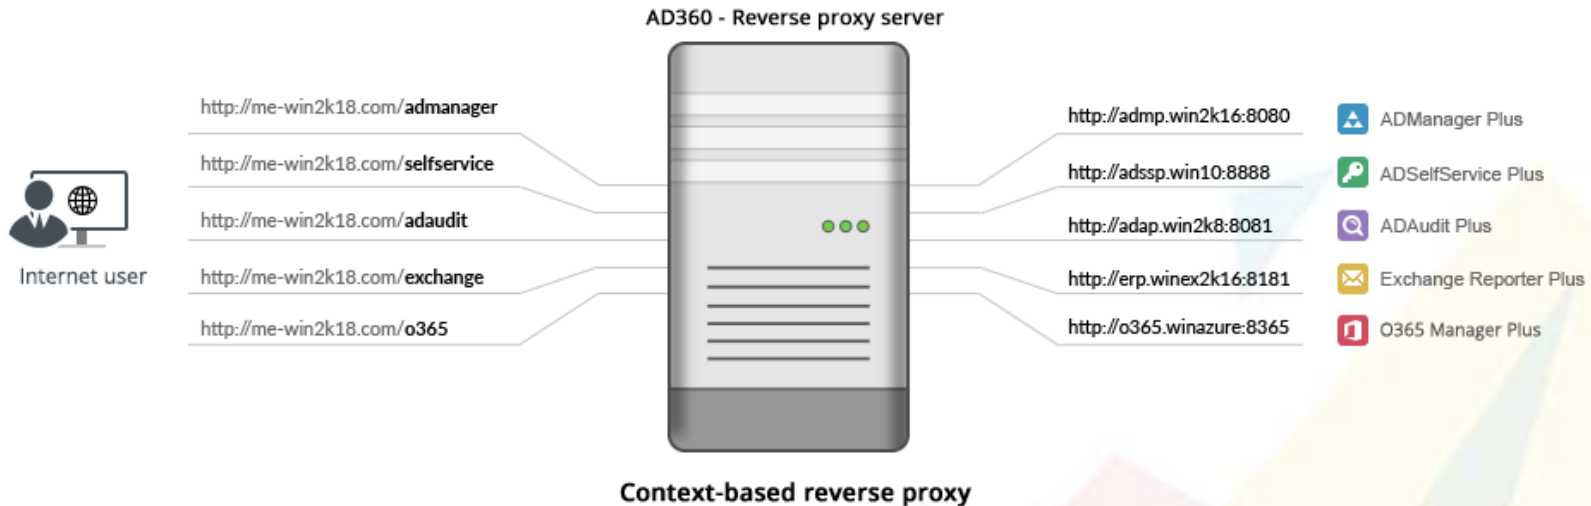 AD360 - Reverse proxy server
http://me-win2k18.com/admanager
http://me-win2k18.com/selfservice
http://me-win2k18.com/adaudit
http://me-win2k18.com/exchange
http://me-win2k18.com/o365
Internet user
http://admp.win2k16:8080
http://adssp.win10:8888
http://adap.win2k8:8081
http://erp.winex2k16:8181
http://o365.winazure:8365
ADManager Plus
ADSelfService Plus
ADAudit Plus
Exchange Reporter Plus
O365 Manager Plus
Context-based reverse proxy